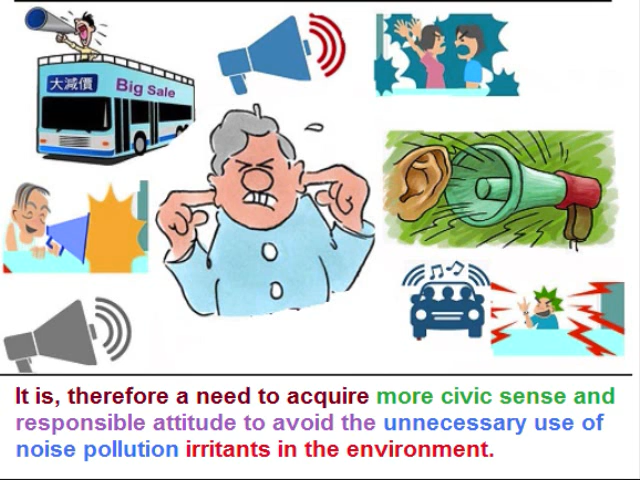 大減價
Big Sale
It is, therefore a need to acquire more civic sense and
responsible attitude to avoid the unnecessary use of
noise pollution irritants in the environment.